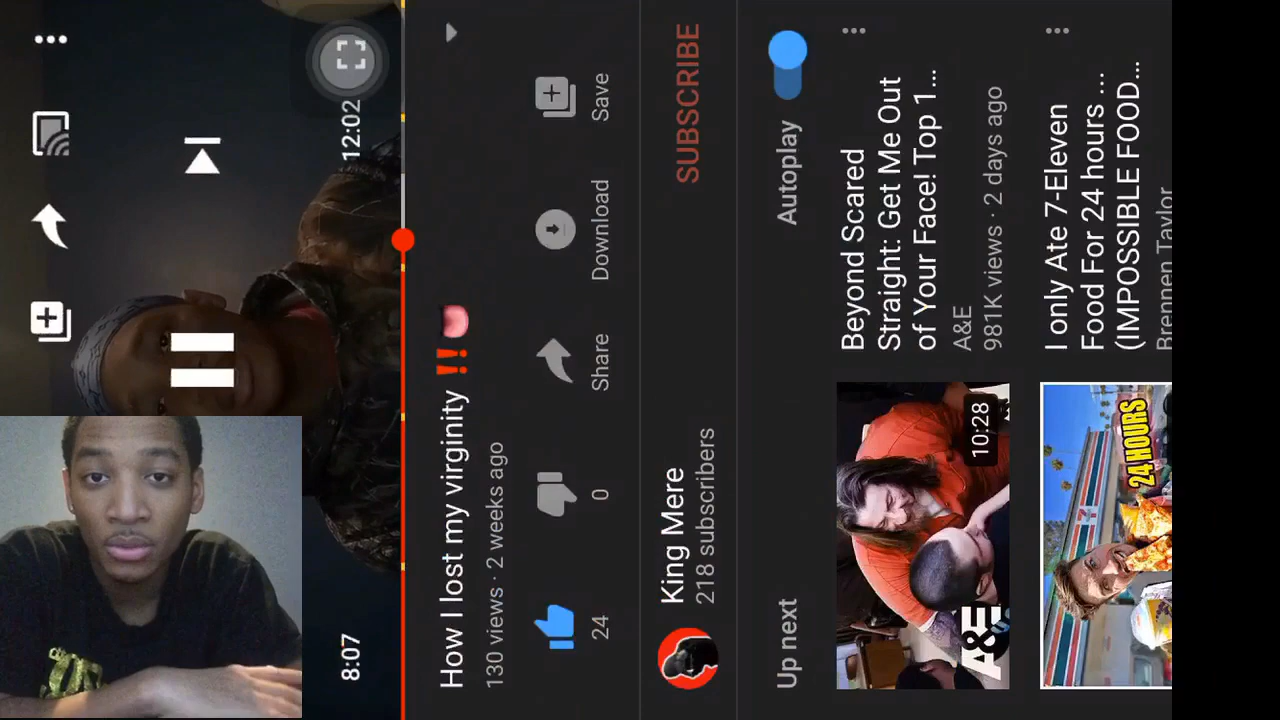 8:07
12:02
How I lost my virginity ‼️👅
130 views · 2 weeks ago
24
0
Share
Download
Save
King Mere
218 subscribers
SUBSCRIBE
Up next
Autoplay
Beyond Scared
Straight: Get Me Out
of Your Face! Top 1...
A&E
981K views · 2 days ago
10:28
A&E
I only Ate 7-Eleven
Food For 24 hours ...
(IMPOSSIBLE FOOD...
Brennen Taylor
24 HOURS